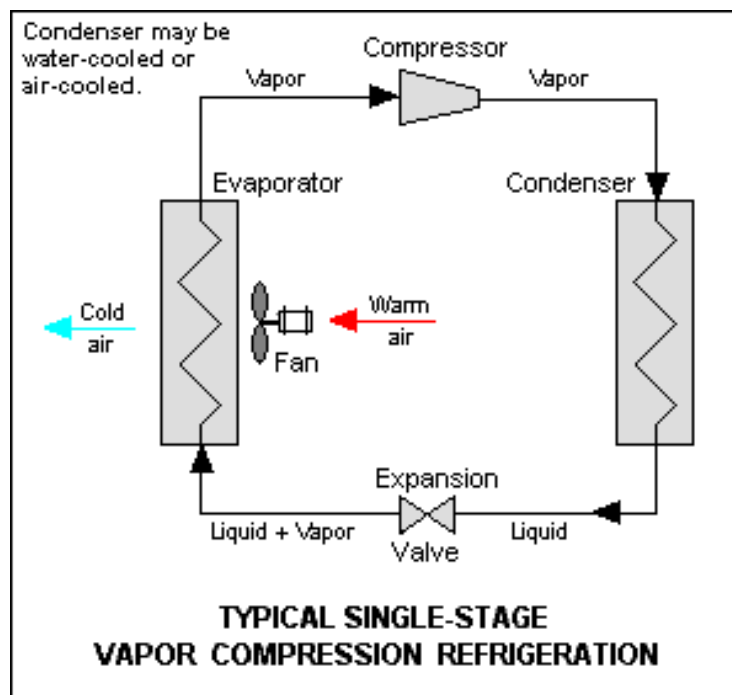 Condenser may be
water-cooled or
air-cooled.
Compressor
Vapor
Vapor
Evaporator
Condenser
Cold
air
Warm
air
Fan
Expansion
Valve
Liquid + Vapor
Liquid
TYPICAL SINGLE-STAGE
VAPOR COMPRESSION REFRIGERATION